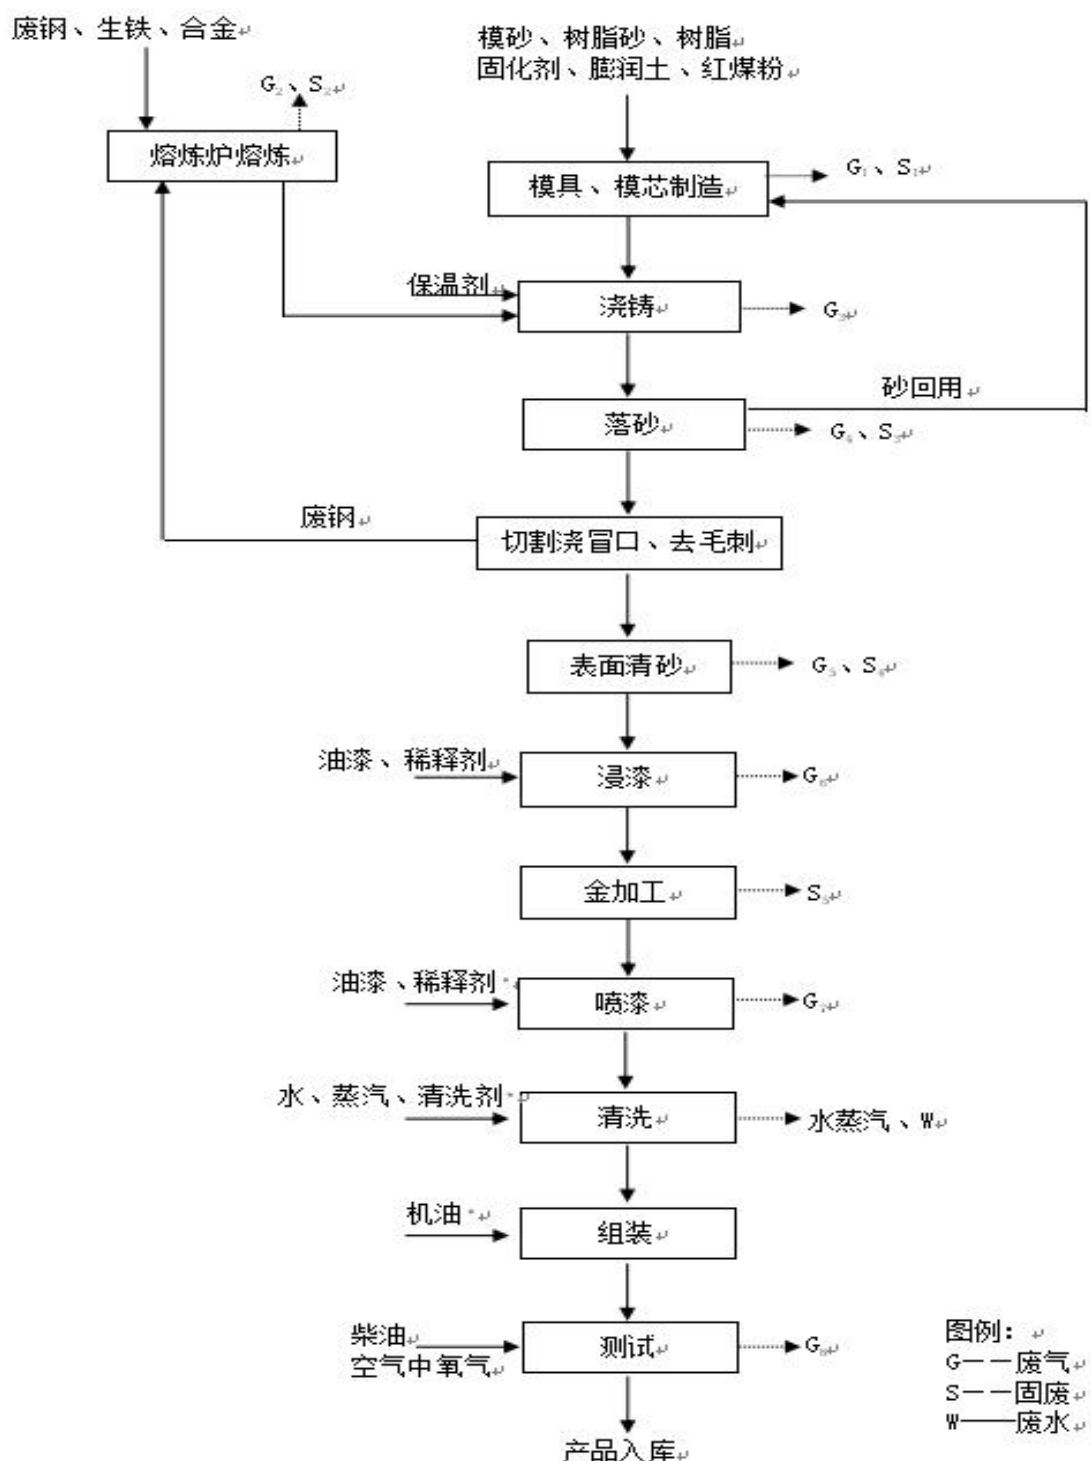 废钢、生铁、合金
模砂、树脂砂、树脂
固化剂、膨润土、红煤粉
G₂、S₂
熔炼炉熔炼
模具、模芯制造
G₁、S₁
保温剂
浇铸
G₃
砂回用
落砂
G₄、S₃
废钢
切割浇冒口、去毛刺
表面清砂
G₅、S₄
油漆、稀释剂
浸漆
G₆
金加工
S₅
油漆、稀释剂
喷漆
G₇
水、蒸汽、清洗剂
清洗
水蒸汽、W
机油
组装
柴油
空气中氧气
测试
G₈
图例：
G——废气
S——固废
W——废水
产品入库